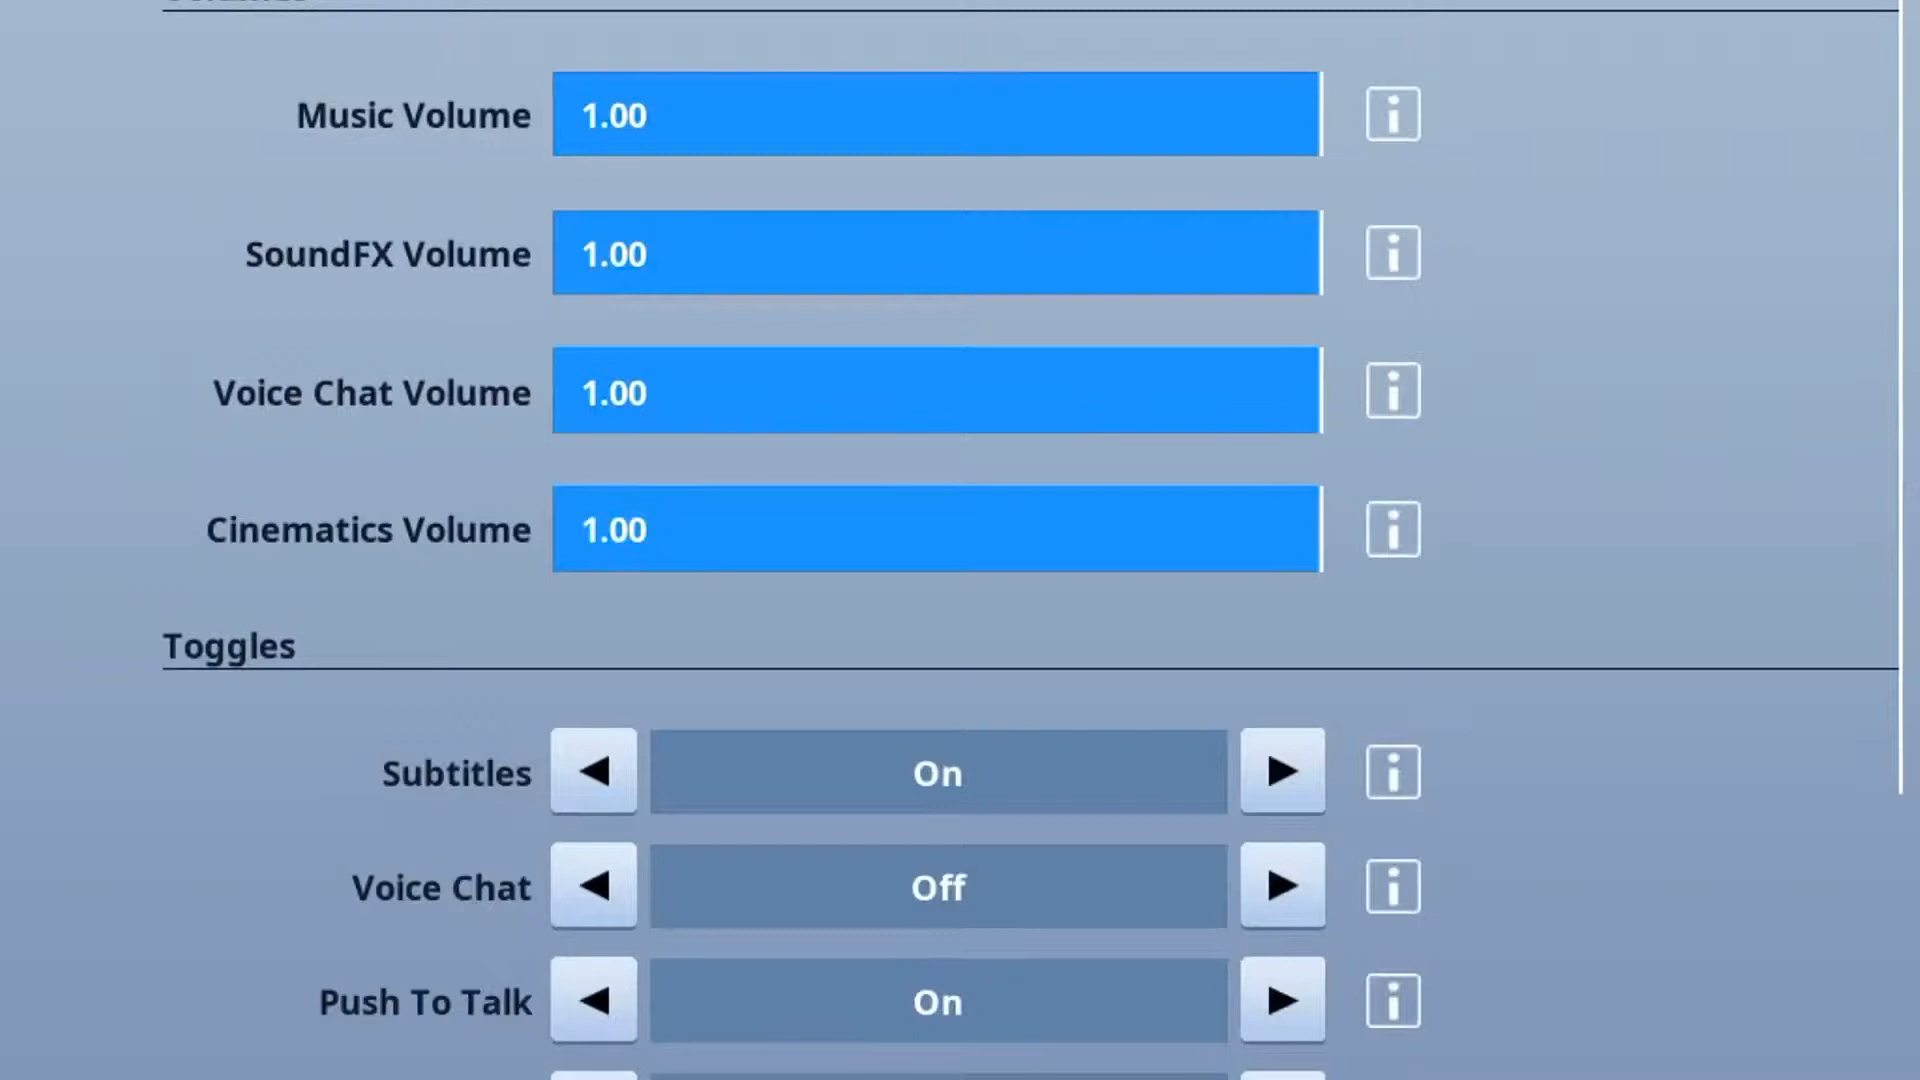 Music Volume 1.00
SoundFX Volume 1.00
Voice Chat Volume 1.00
Cinematics Volume 1.00
Toggles
Subtitles On
Voice Chat Off
Push To Talk On